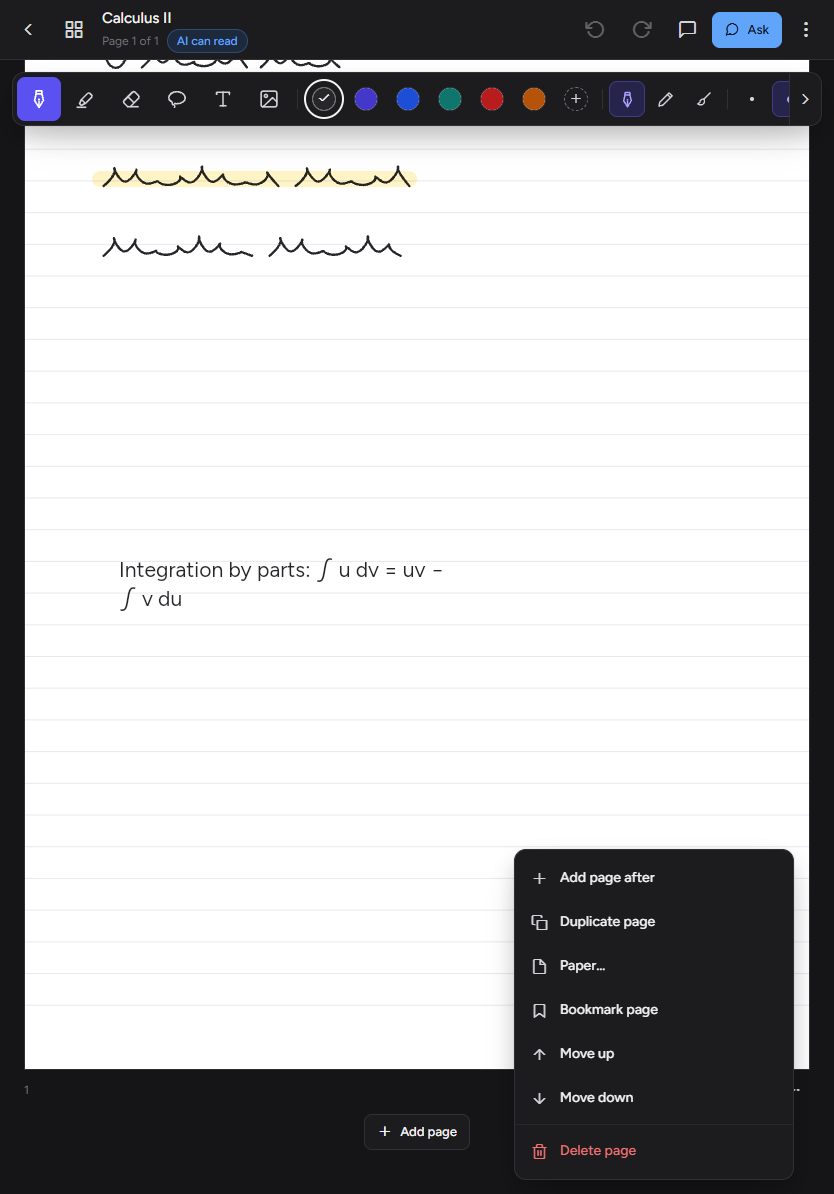 Calculus II
Page 1 of 1 AI can read
Ask
Integration by parts: ∫ u dv = uv −
∫ v du
Add page after
Duplicate page
Paper...
Bookmark page
Move up
Move down
Delete page
1
Add page